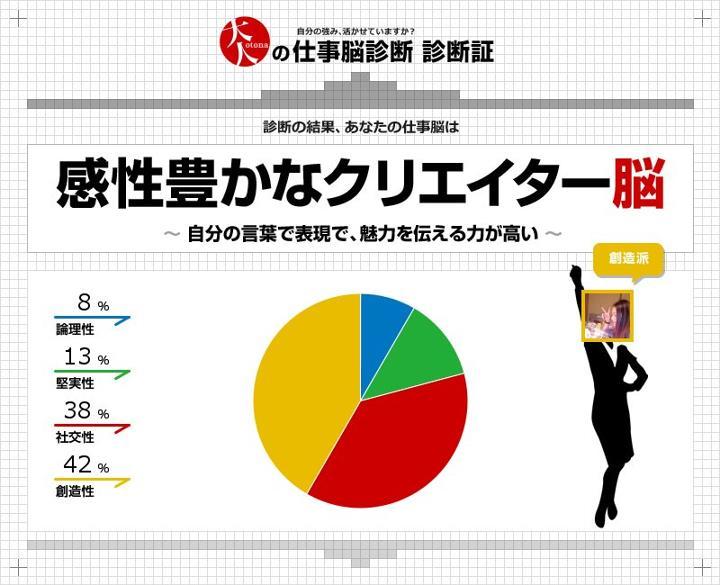 自分の強み、活かせていますか?
大人 otona の仕事脳診断 診断証
診断の結果、あなたの仕事脳は
感性豊かなクリエイター脳
～ 自分の言葉で表現で、魅力を伝える力が高い ～
創造派
8 %
論理性
13 %
堅実性
38 %
社交性
42 %
創造性